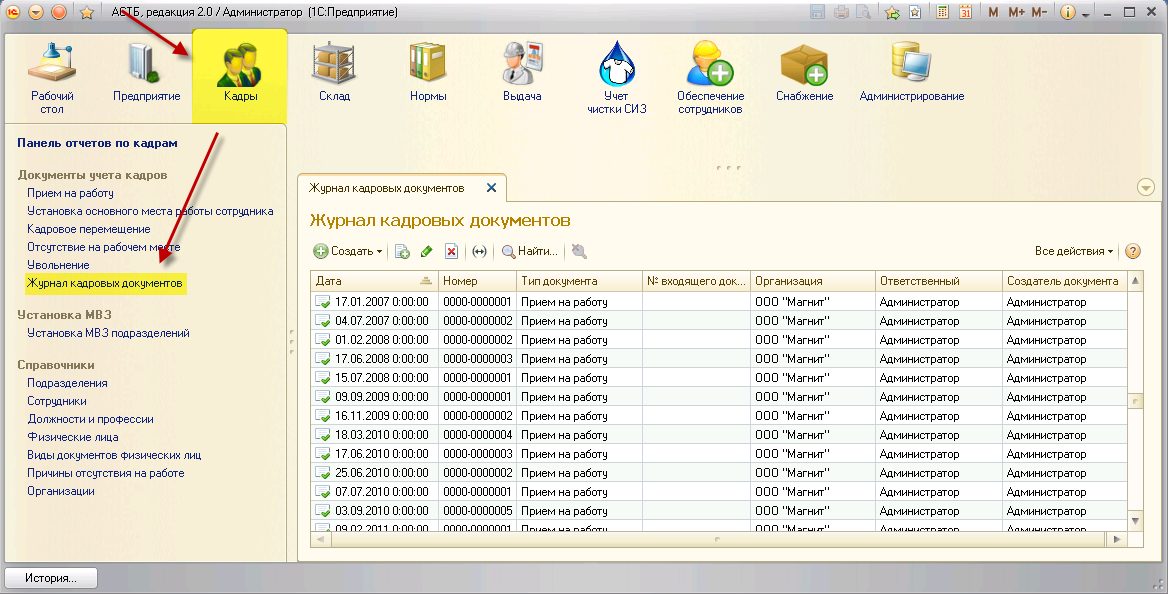 АСТБ, редакция 2.0 / Администратор (1С:Предприятие)
M M+ M-
Рабочий стол
Предприятие
Кадры
Склад
Нормы
Выдача
Учет чистки СИЗ
Обеспечение сотрудников
Снабжение
Администрирование
Панель отчетов по кадрам
Документы учета кадров
Прием на работу
Установка основного места работы сотрудника
Кадровое перемещение
Отсутствие на рабочем месте
Увольнение
Журнал кадровых документов
Установка МВЗ
Установка МВЗ подразделений
Справочники
Подразделения
Сотрудники
Должности и профессии
Физические лица
Виды документов физических лиц
Причины отсутствия на работе
Организации
Журнал кадровых документов
Журнал кадровых документов
Создать Найти... Все действия
Дата Номер Тип документа № входящего док... Организация Ответственный Создатель документа
17.01.2007 0:00:00 0000-0000001 Прием на работу ООО "Магнит" Администратор Администратор
04.07.2007 0:00:00 0000-0000002 Прием на работу ООО "Магнит" Администратор Администратор
01.02.2008 0:00:00 0000-0000002 Прием на работу ООО "Магнит" Администратор Администратор
17.06.2008 0:00:00 0000-0000003 Прием на работу ООО "Магнит" Администратор Администратор
15.07.2008 0:00:00 0000-0000001 Прием на работу ООО "Магнит" Администратор Администратор
09.09.2009 0:00:00 0000-0000001 Прием на работу ООО "Магнит" Администратор Администратор
16.11.2009 0:00:00 0000-0000002 Прием на работу ООО "Магнит" Администратор Администратор
18.03.2010 0:00:00 0000-0000004 Прием на работу ООО "Магнит" Администратор Администратор
17.06.2010 0:00:00 0000-0000003 Прием на работу ООО "Магнит" Администратор Администратор
25.06.2010 0:00:00 0000-0000002 Прием на работу ООО "Магнит" Администратор Администратор
07.07.2010 0:00:00 0000-0000001 Прием на работу ООО "Магнит" Администратор Администратор
03.09.2010 0:00:00 0000-0000005 Прием на работу ООО "Магнит" Администратор Администратор
09.02.2011 0:00:00 0000-0000001 Прием на работу ООО "Магнит" Администратор Администратор
История...